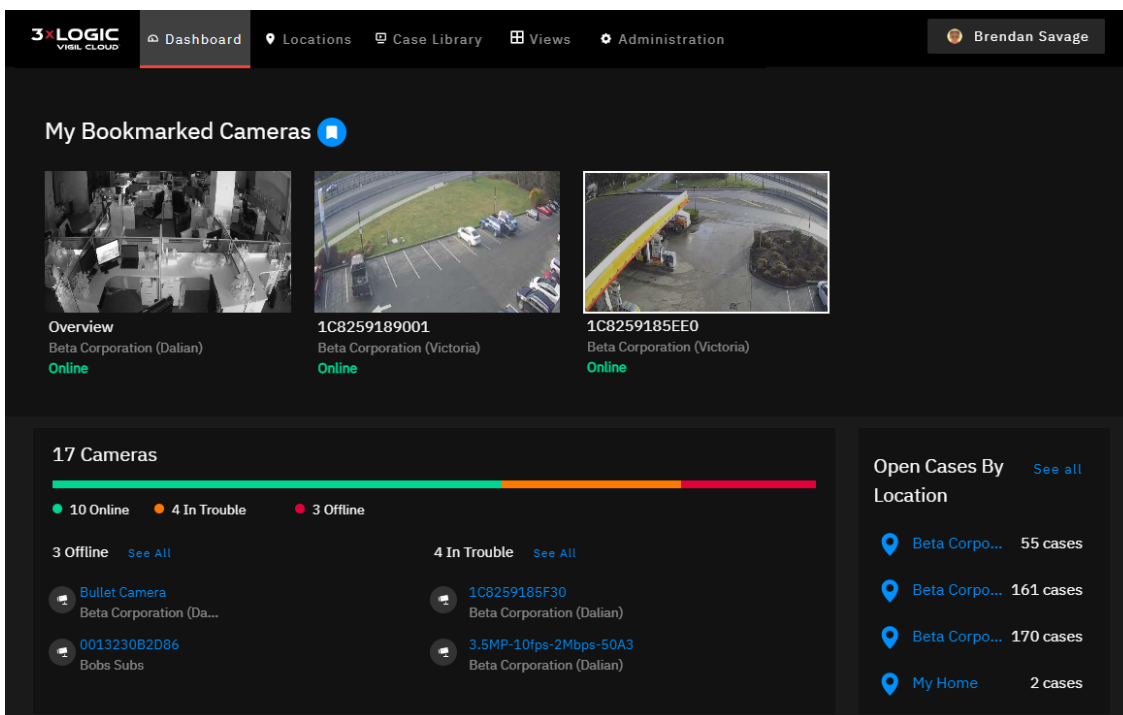 3×LOGIC
VIGIL CLOUD
Dashboard
Locations
Case Library
Views
Administration
Brendan Savage
My Bookmarked Cameras
Overview
Beta Corporation (Dalian)
Online
1C8259189001
Beta Corporation (Victoria)
Online
1C8259185EE0
Beta Corporation (Victoria)
Online
17 Cameras
10 Online
4 In Trouble
3 Offline
3 Offline See All
Bullet Camera
Beta Corporation (Da...
0013230B2D86
Bobs Subs
4 In Trouble See All
1C8259185F30
Beta Corporation (Dalian)
3.5MP-10fps-2Mbps-50A3
Beta Corporation (Dalian)
Open Cases By
Location
See all
Beta Corpo... 55 cases
Beta Corpo... 161 cases
Beta Corpo... 170 cases
My Home 2 cases